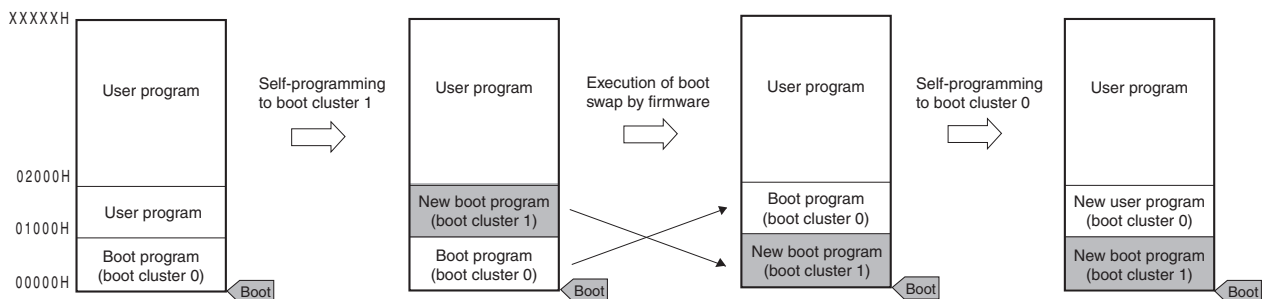 XXXXXH
User program
02000H
User program
01000H
Boot program
(boot cluster 0)
00000H
Boot
Self-programming
to boot cluster 1
User program
New boot program
(boot cluster 1)
Boot program
(boot cluster 0)
Boot
Execution of boot
swap by firmware
User program
Boot program
(boot cluster 0)
New boot program
(boot cluster 1)
Boot
Self-programming
to boot cluster 0
User program
New user program
(boot cluster 0)
New boot program
(boot cluster 1)
Boot